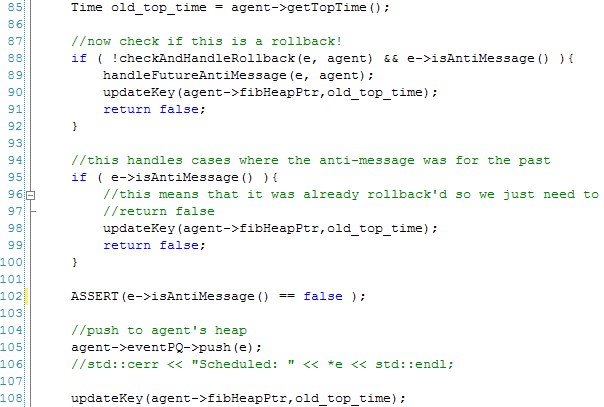 85 Time old_top_time = agent->getTopTime();
86
87 //now check if this is a rollback!
88 if ( !checkAndHandleRollback(e, agent) && e->isAntiMessage() ){
89 handleFutureAntiMessage(e, agent);
90 updateKey(agent->fibHeapPtr,old_top_time);
91 return false;
92 }
93
94 //this handles cases where the anti-message was for the past
95 if ( e->isAntiMessage() ){
96 //this means that it was already rollback'd so we just need to
97 //return false
98 updateKey(agent->fibHeapPtr,old_top_time);
99 return false;
100 }
101
102 ASSERT(e->isAntiMessage() == false );
103
104 //push to agent's heap
105 agent->eventPQ->push(e);
106 //std::cerr << "Scheduled: " << *e << std::endl;
107
108 updateKey(agent->fibHeapPtr,old_top_time);